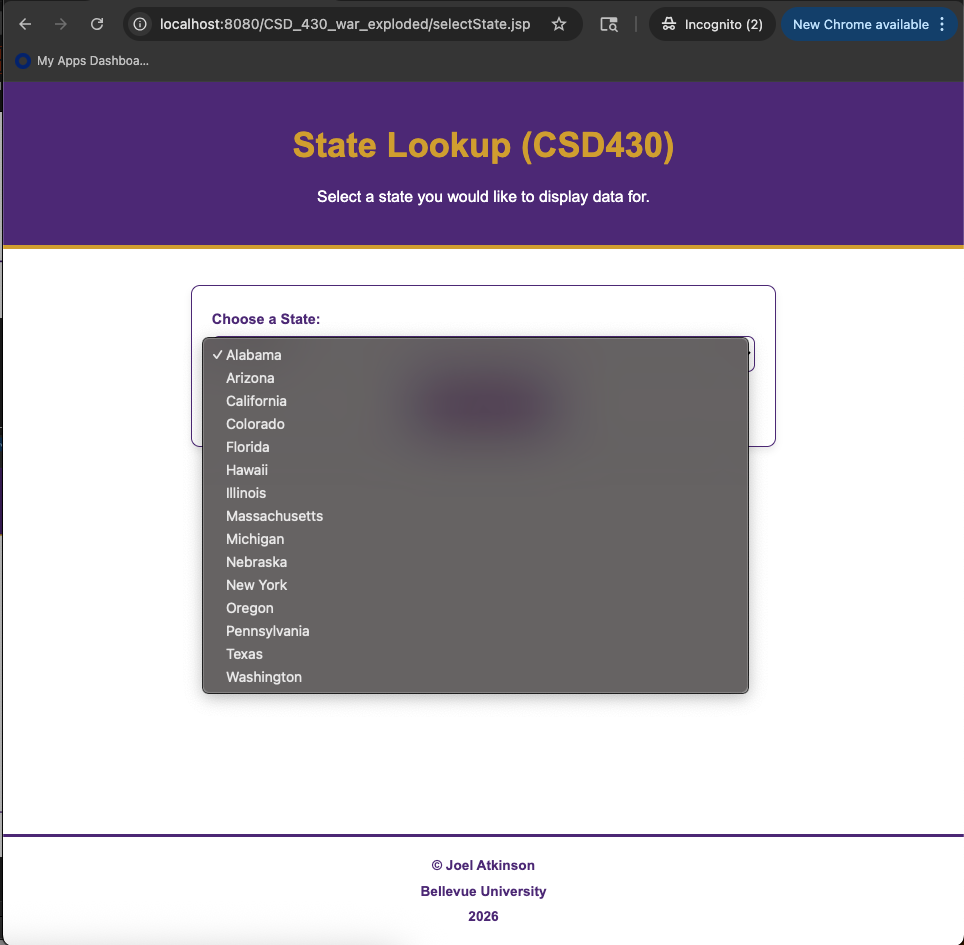 localhost:8080/CSD_430_war_exploded/selectState.jsp
Incognito (2)
New Chrome available
My Apps Dashboa...
State Lookup (CSD430)
Select a state you would like to display data for.
Choose a State:
✓ Alabama
Arizona
California
Colorado
Florida
Hawaii
Illinois
Massachusetts
Michigan
Nebraska
New York
Oregon
Pennsylvania
Texas
Washington
© Joel Atkinson
Bellevue University
2026